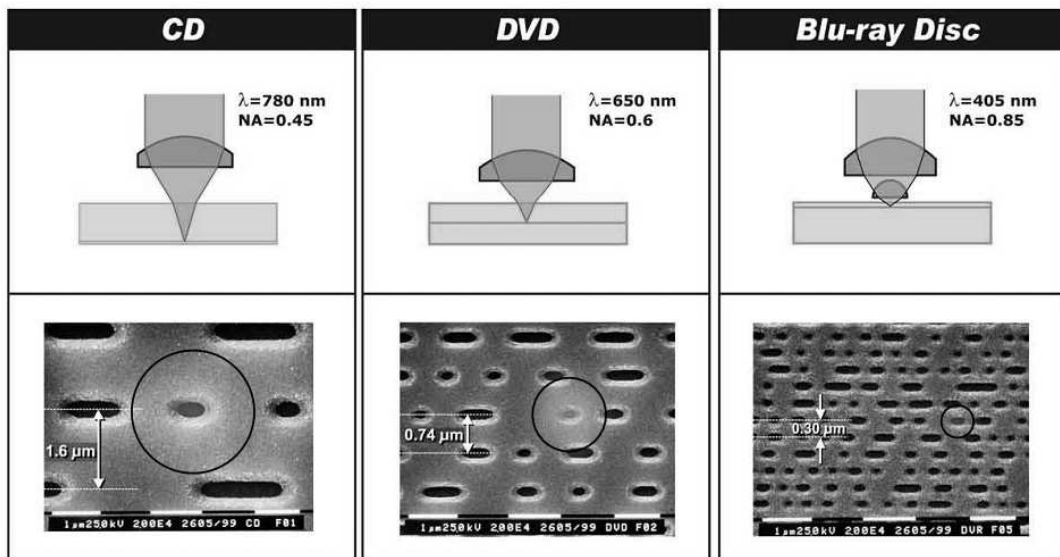 CD
λ=780 nm
NA=0.45
1.6 µm
1µm250kV 200E4 2605/99 CD F01
DVD
λ=650 nm
NA=0.6
0.74 µm
1µm250kV 200E4 2605/99 DVD F02
Blu-ray Disc
λ=405 nm
NA=0.85
0.30 µm
1µm250kV 200E4 2605/99 DVR F05